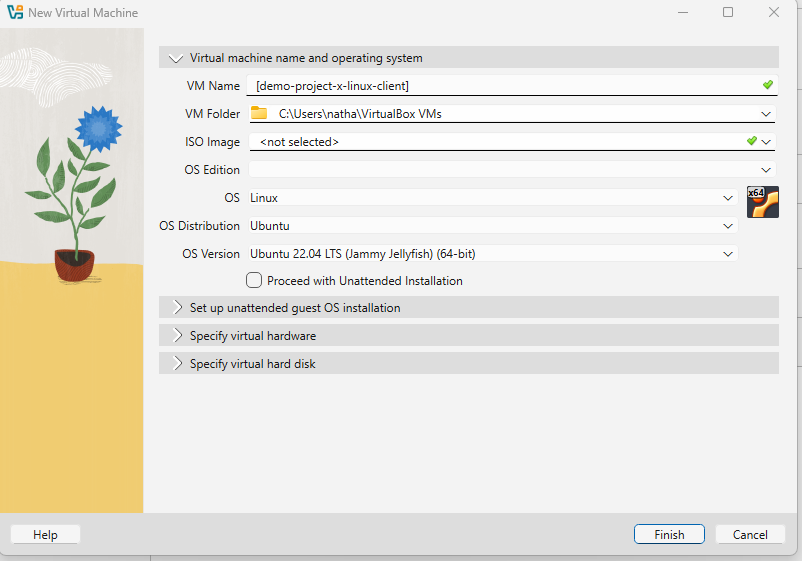 New Virtual Machine
Virtual machine name and operating system
VM Name [demo-project-x-linux-client]
VM Folder C:\Users\natha\VirtualBox VMs
ISO Image <not selected>
OS Edition
OS Linux
x64
OS Distribution Ubuntu
OS Version Ubuntu 22.04 LTS (Jammy Jellyfish) (64-bit)
Proceed with Unattended Installation
Set up unattended guest OS installation
Specify virtual hardware
Specify virtual hard disk
Help Finish Cancel